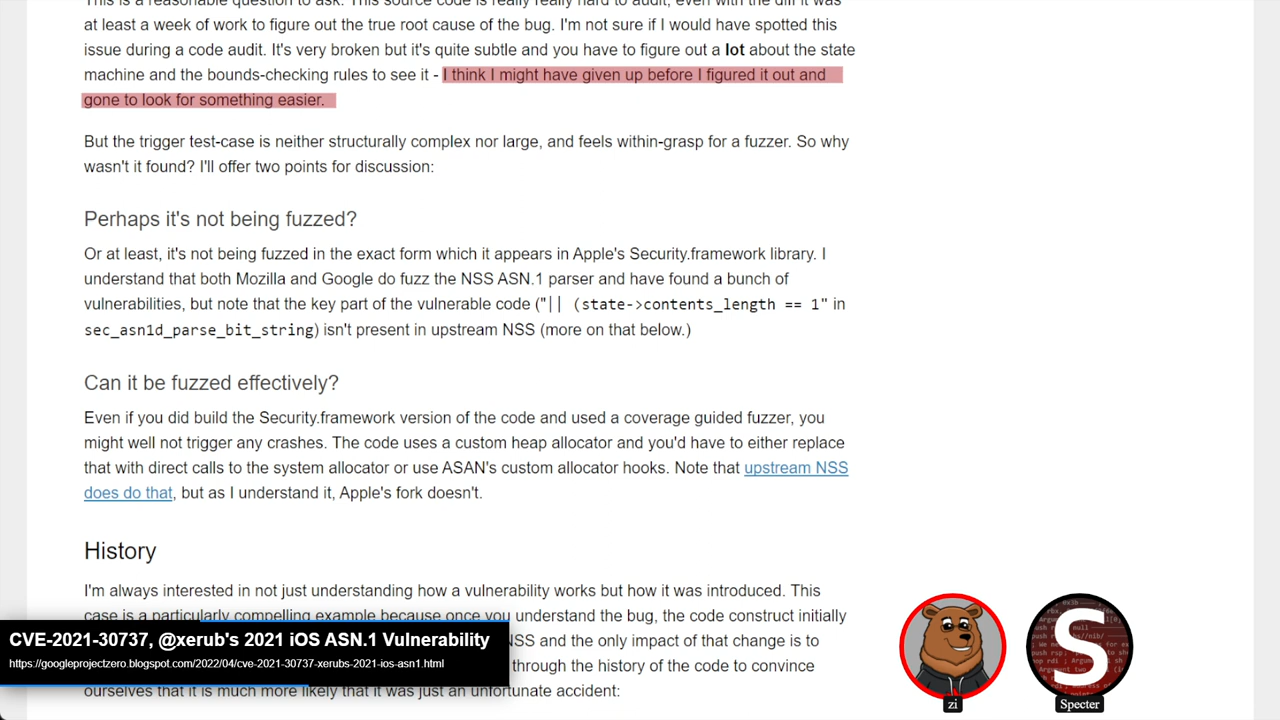 This is a reasonable question to ask. This source code is really really hard to audit, even with the diff it was
at least a week of work to figure out the true root cause of the bug. I'm not sure if I would have spotted this
issue during a code audit. It's very broken but it's quite subtle and you have to figure out a lot about the state
machine and the bounds-checking rules to see it - I think I might have given up before I figured it out and
gone to look for something easier.
But the trigger test-case is neither structurally complex nor large, and feels within-grasp for a fuzzer. So why
wasn't it found? I'll offer two points for discussion:
Perhaps it's not being fuzzed?
Or at least, it's not being fuzzed in the exact form which it appears in Apple's Security.framework library. I
understand that both Mozilla and Google do fuzz the NSS ASN.1 parser and have found a bunch of
vulnerabilities, but note that the key part of the vulnerable code ("|| (state->contents_length == 1" in
sec_asn1d_parse_bit_string) isn't present in upstream NSS (more on that below.)
Can it be fuzzed effectively?
Even if you did build the Security.framework version of the code and used a coverage guided fuzzer, you
might well not trigger any crashes. The code uses a custom heap allocator and you'd have to either replace
that with direct calls to the system allocator or use ASAN's custom allocator hooks. Note that upstream NSS
does do that, but as I understand it, Apple's fork doesn't.
History
I'm always interested in not just understanding how a vulnerability works but how it was introduced. This
case is a particularly compelling example because once you understand the bug, the code construct initially
NSS and the only impact of that change is to
through the history of the code to convince
ourselves that it is much more likely that it was just an unfortunate accident:
CVE-2021-30737, @xerub's 2021 iOS ASN.1 Vulnerability
https://googleprojectzero.blogspot.com/2022/04/cve-2021-30737-xerubs-2021-ios-asn1.html
S
zi
Specter